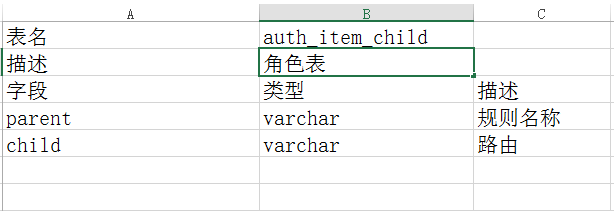 A B C
表名 auth_item_child
描述 角色表
字段 类型 描述
parent varchar 规则名称
child varchar 路由